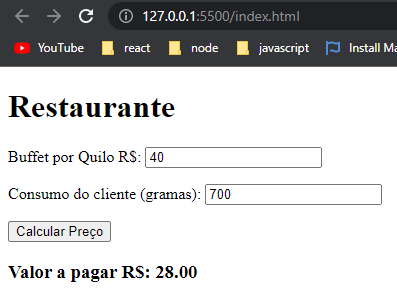 127.0.0.1:5500/index.html
YouTube react node javascript Install Ma
Restaurante
Buffet por Quilo R$: 40
Consumo do cliente (gramas): 700
Calcular Preço
Valor a pagar R$: 28.00